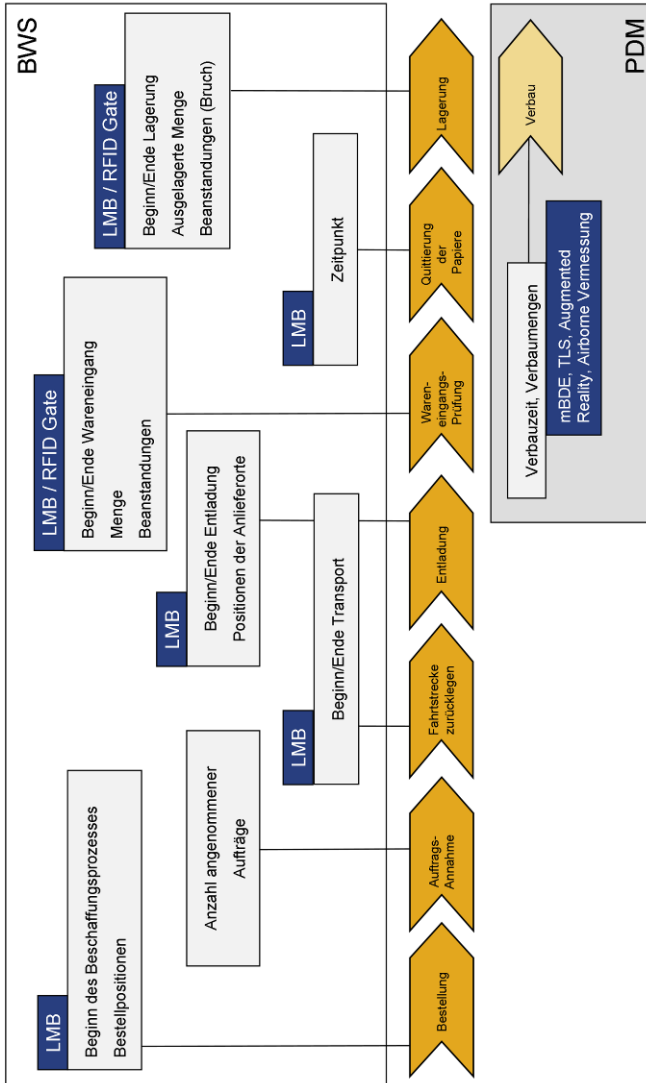 BWS
LMB
Beginn des Beschaffungsprozesses
Bestellpositionen
Anzahl angenommener
Aufträge
LMB
Beginn/Ende Transport
LMB
Beginn/Ende Entladung
Positionen der Anlieferorte
LMB / RFID Gate
Beginn/Ende Wareneingang
Menge
Beanstandungen
LMB
Zeitpunkt
LMB / RFID Gate
Beginn/Ende Lagerung
Ausgelagerte Menge
Beanstandungen (Bruch)
Bestellung
Auftrags-
Annahme
Fahrtstrecke
zurücklegen
Entladung
Waren-
eingangs-
Prüfung
Quittierung
der
Papiere
Lagerung
Verbauzeit, Verbaumengen
mBDE, TLS, Augmented
Reality, Airborne Vermessung
Verbau
PDM